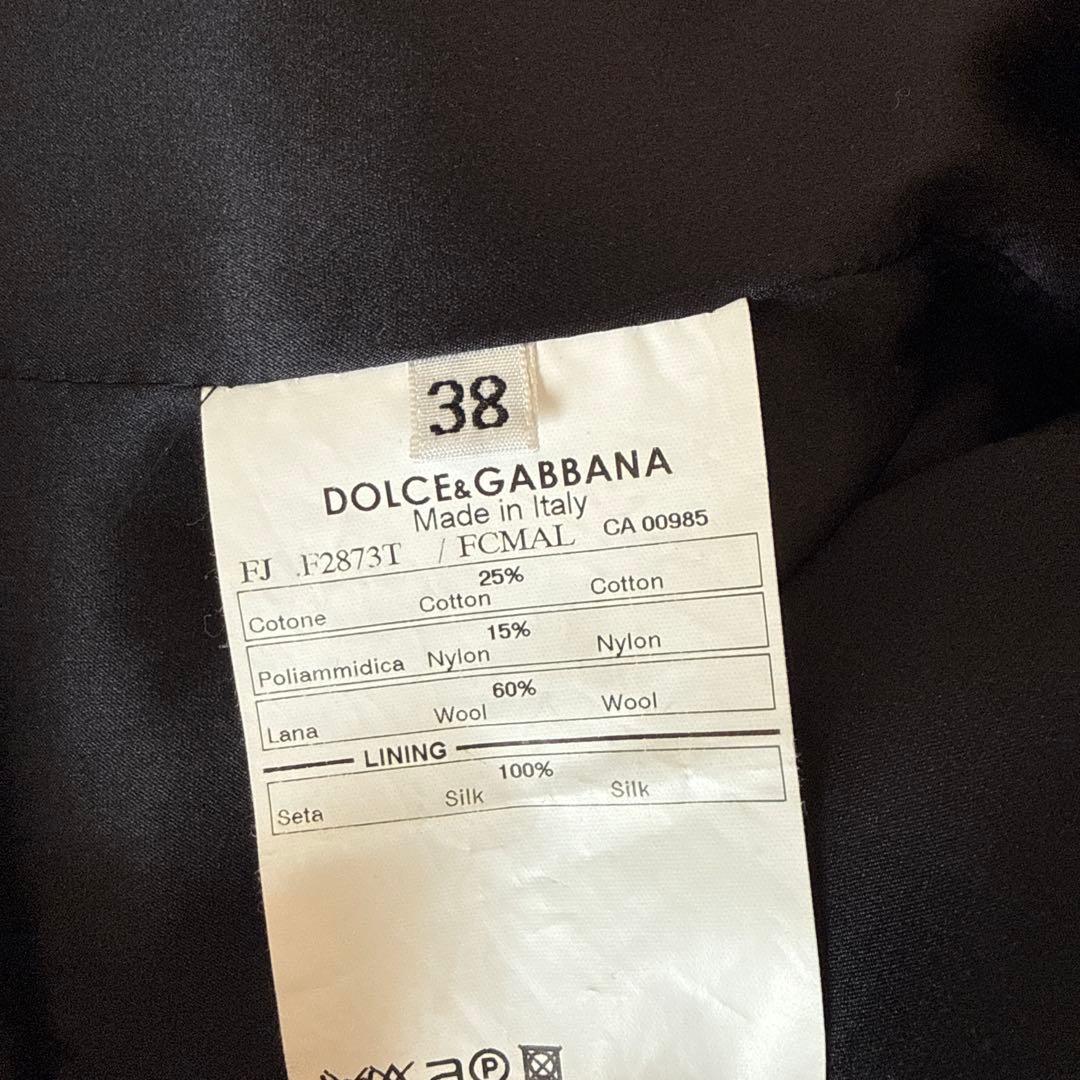 38
DOLCE&GABBANA
Made in Italy
FJ .F2873T / FCMAL CA 00985
25%
Cotone Cotton Cotton
15%
Poliammidica Nylon Nylon
60%
Lana Wool Wool
LINING
100%
Seta Silk Silk
P